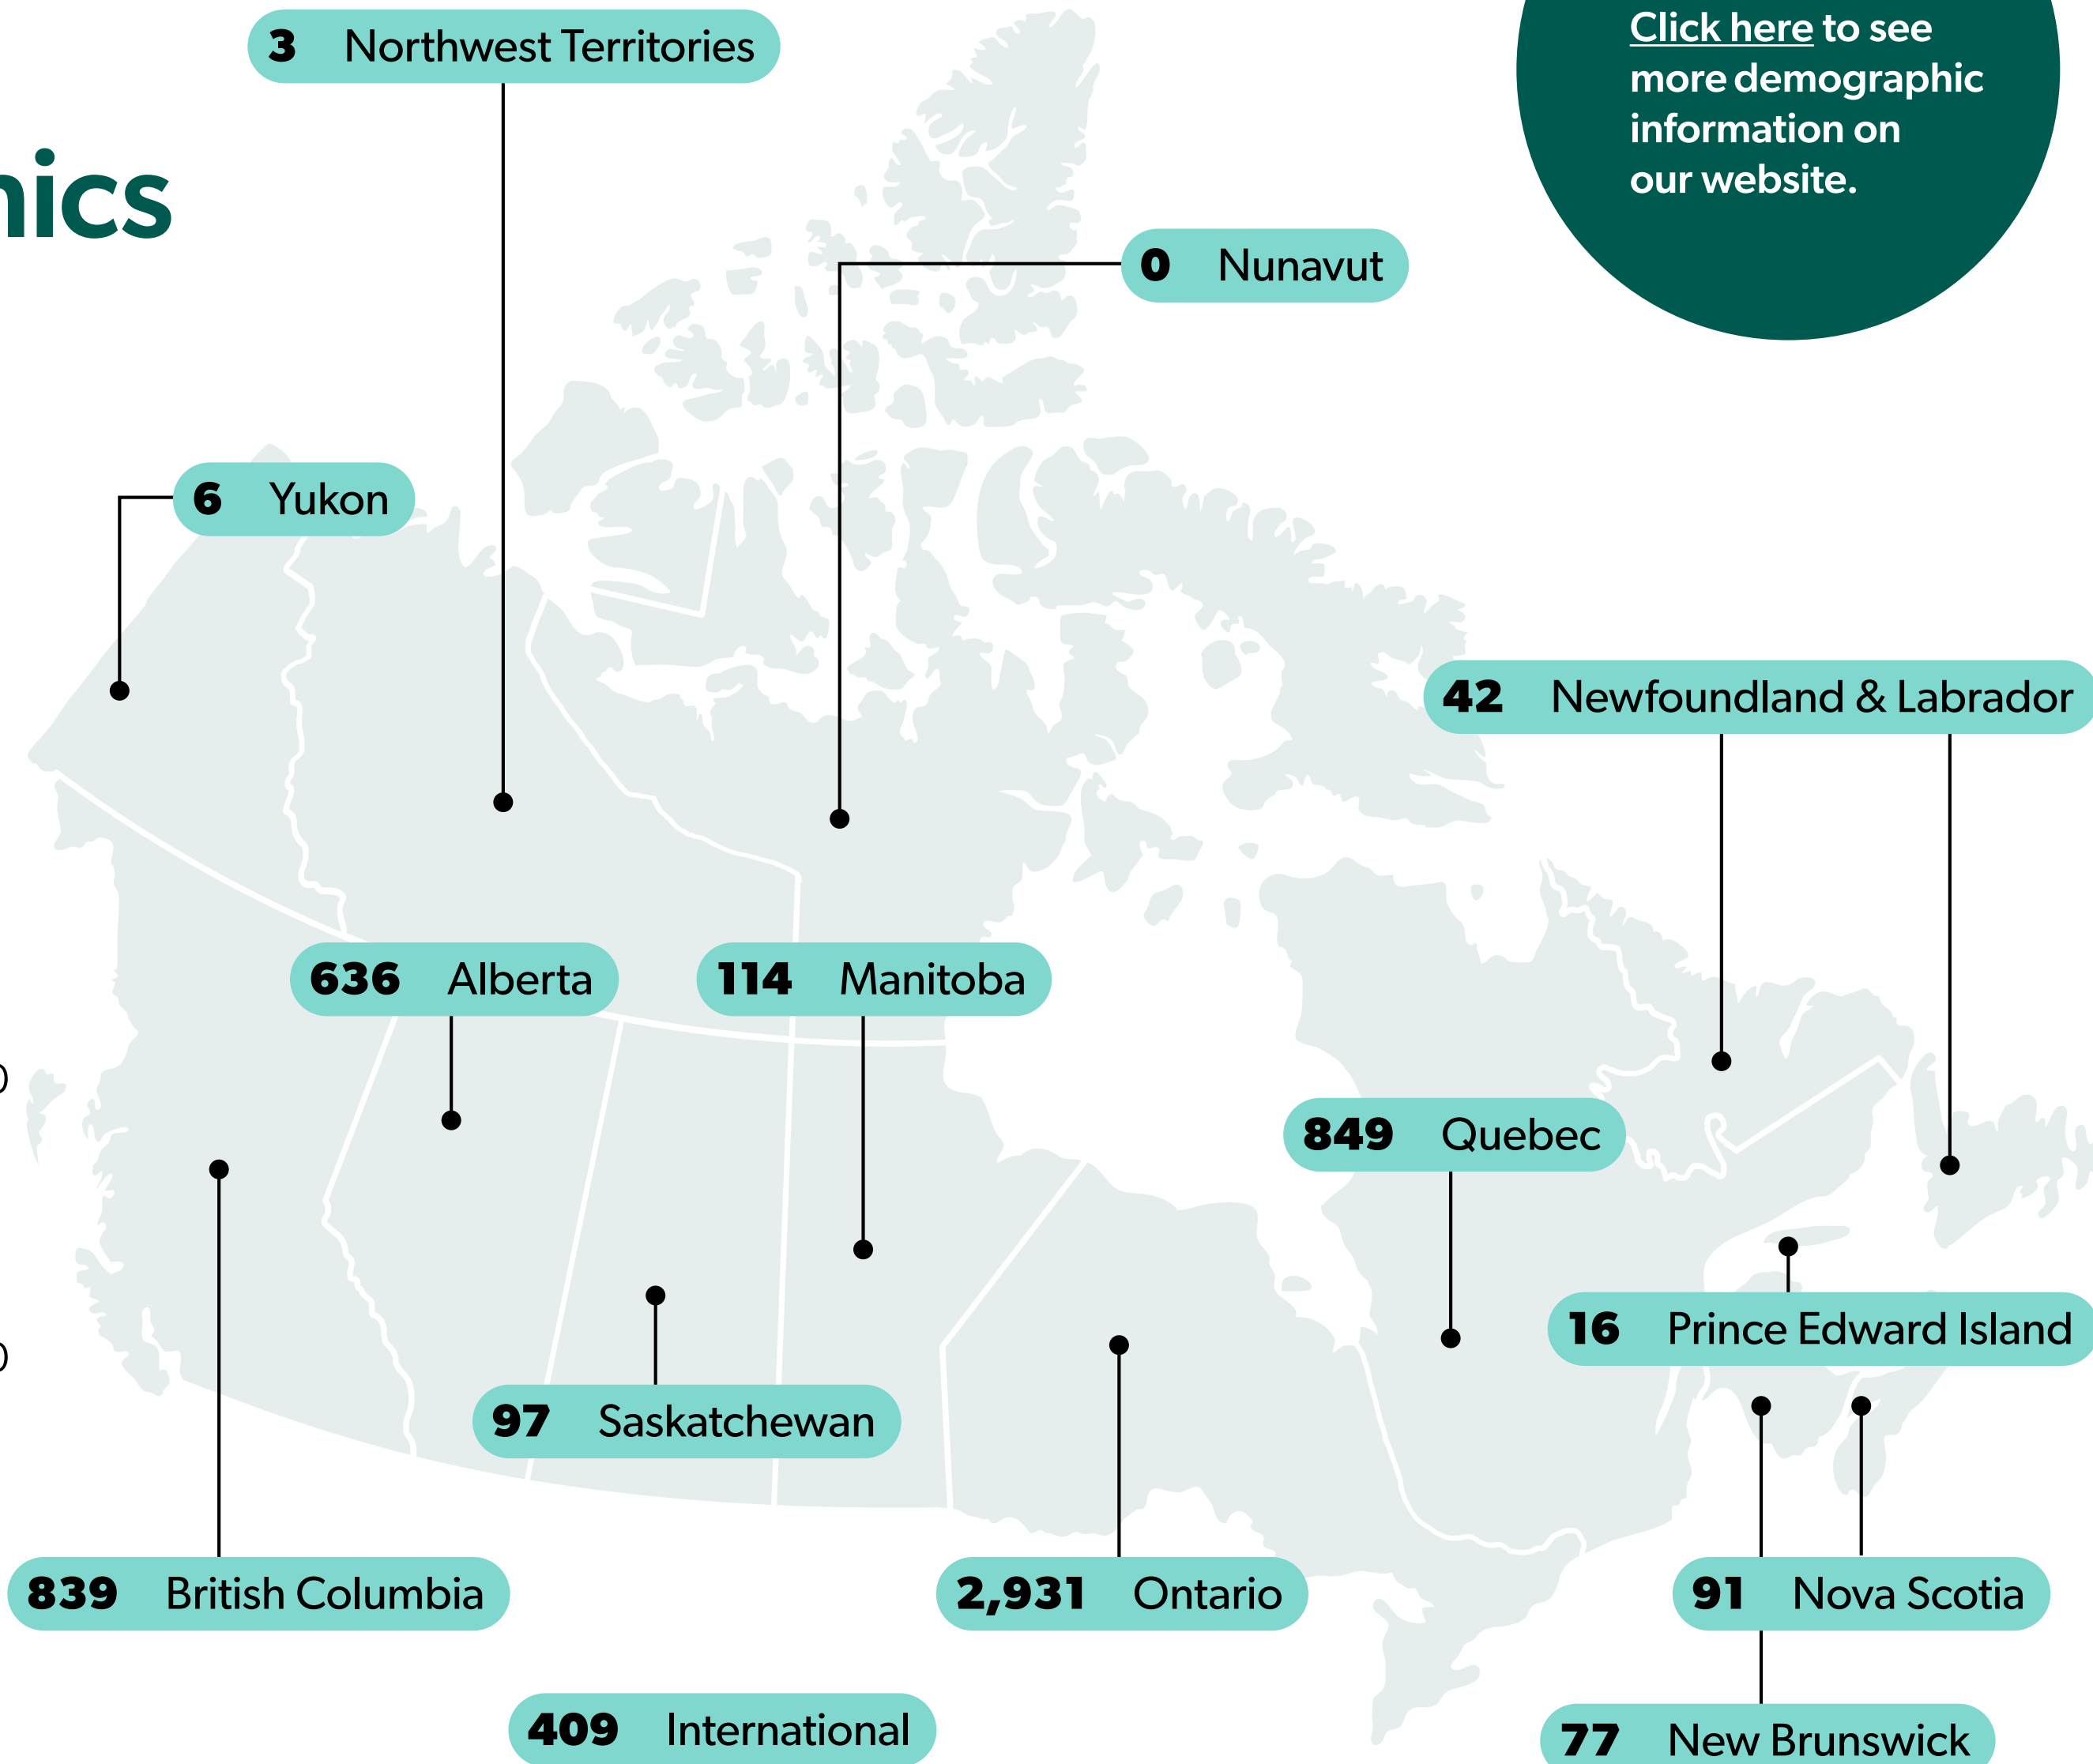 3 Northwest Territories
Click here to see
more demographic
information on
our website.
ics
0 Nunavut
6 Yukon
42 Newfoundland & Labrador
636 Alberta
114 Manitoba
849 Quebec
16 Prince Edward Island
97 Saskatchewan
839 British Columbia
2,931 Ontario
91 Nova Scotia
409 International
77 New Brunswick